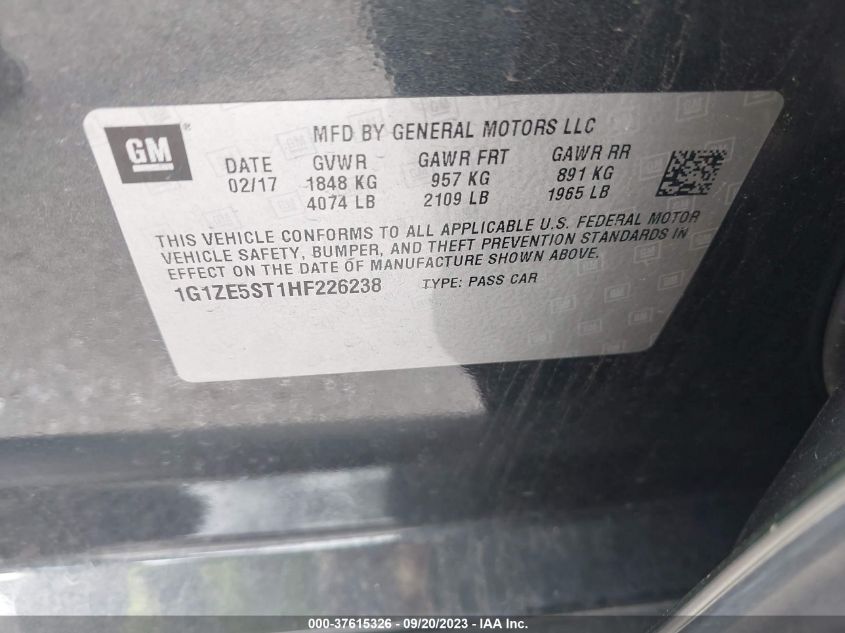 GM
MFD BY GENERAL MOTORS LLC
DATE GVWR GAWR FRT GAWR RR
02/17 1848 KG 957 KG 891 KG
4074 LB 2109 LB 1965 LB
THIS VEHICLE CONFORMS TO ALL APPLICABLE U.S. FEDERAL MOTOR
VEHICLE SAFETY, BUMPER, AND THEFT PREVENTION STANDARDS IN
EFFECT ON THE DATE OF MANUFACTURE SHOWN ABOVE.
1G1ZE5ST1HF226238 TYPE: PASS CAR
000-37615326 - 09/20/2023 - IAA Inc.